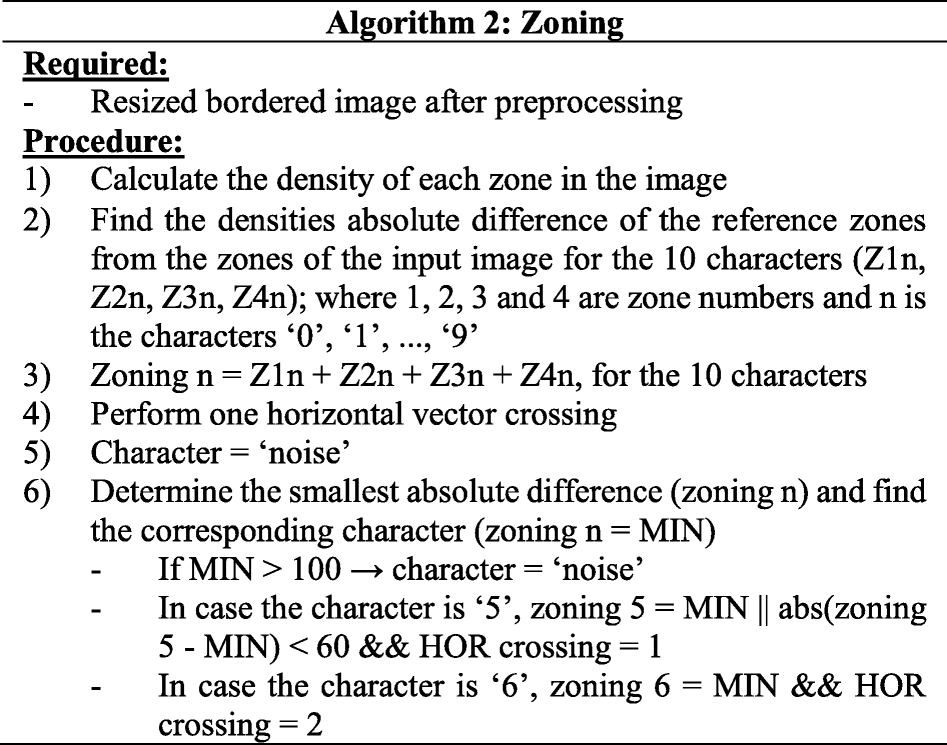 Algorithm 2: Zoning
Required:
- Resized bordered image after preprocessing
Procedure:
1) Calculate the density of each zone in the image
2) Find the densities absolute difference of the reference zones
from the zones of the input image for the 10 characters (Z1n,
Z2n, Z3n, Z4n); where 1, 2, 3 and 4 are zone numbers and n is
the characters ‘0’, ‘1’, ..., ‘9’
3) Zoning n = Z1n + Z2n + Z3n + Z4n, for the 10 characters
4) Perform one horizontal vector crossing
5) Character = ‘noise’
6) Determine the smallest absolute difference (zoning n) and find
the corresponding character (zoning n = MIN)
- If MIN > 100 → character = ‘noise’
- In case the character is ‘5’, zoning 5 = MIN || abs(zoning
5 - MIN) < 60 && HOR crossing = 1
- In case the character is ‘6’, zoning 6 = MIN && HOR
crossing = 2